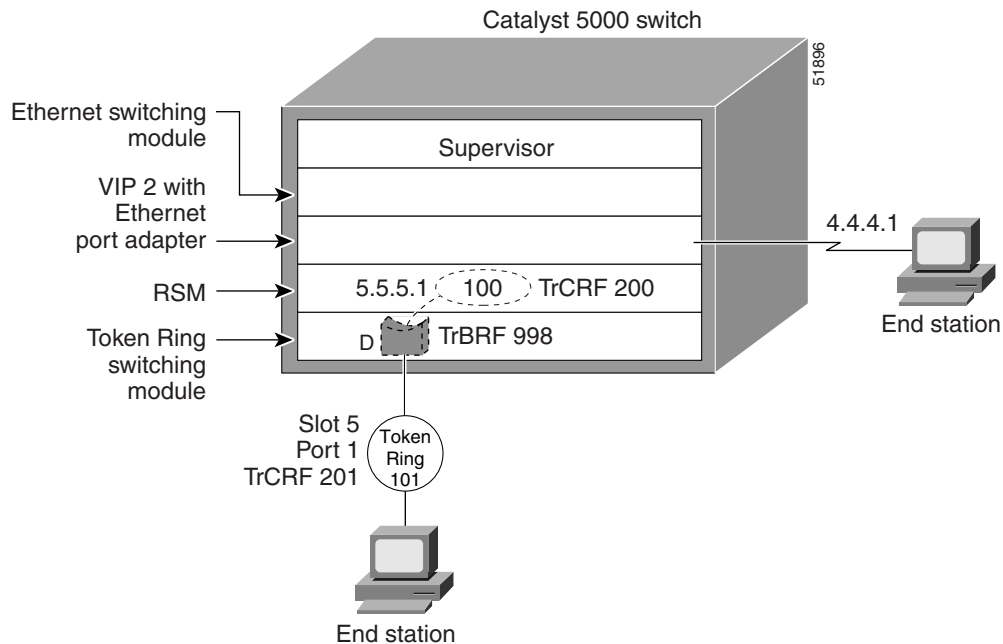 Catalyst 5000 switch
51896
Ethernet switching
module
Supervisor
VIP 2 with
Ethernet
port adapter
4.4.4.1
End station
RSM
5.5.5.1
100
TrCRF 200
Token Ring
switching
module
D
TrBRF 998
Slot 5
Port 1
TrCRF 201
Token
Ring
101
End station